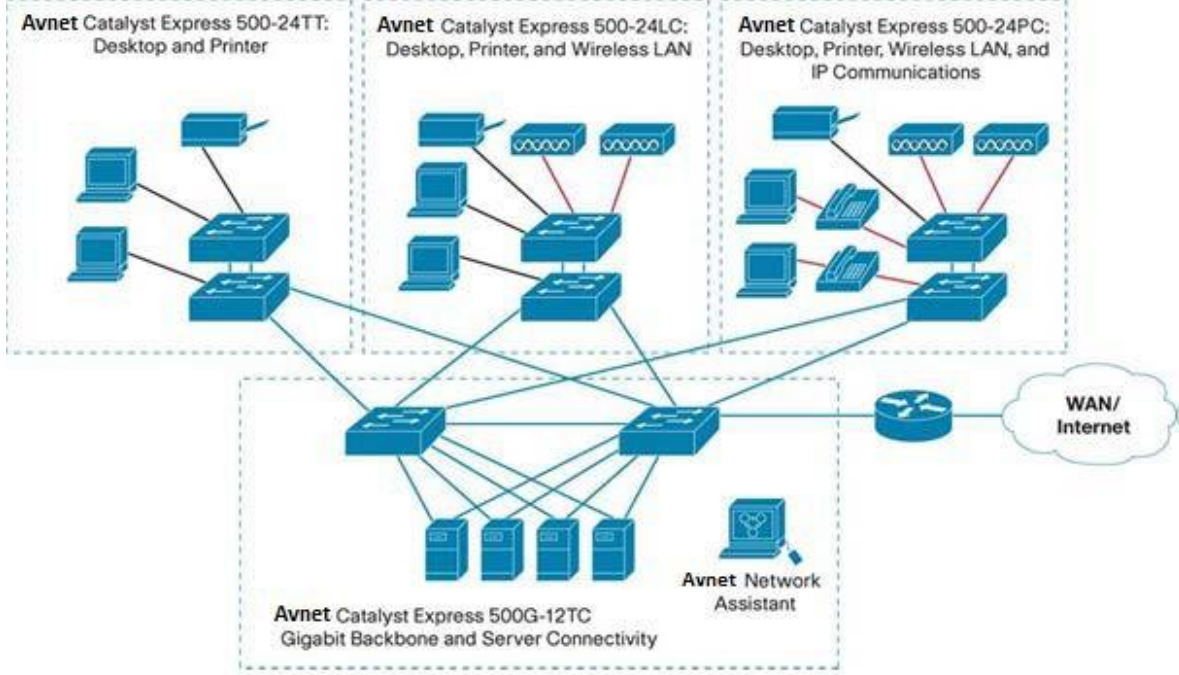 Avnet Catalyst Express 500-24TT:
Desktop and Printer
Avnet Catalyst Express 500-24LC:
Desktop, Printer, and Wireless LAN
Avnet Catalyst Express 500-24PC:
Desktop, Printer, Wireless LAN, and
IP Communications
WAN/
Internet
Avnet Network
Assistant
Avnet Catalyst Express 500G-12TC
Gigabit Backbone and Server Connectivity